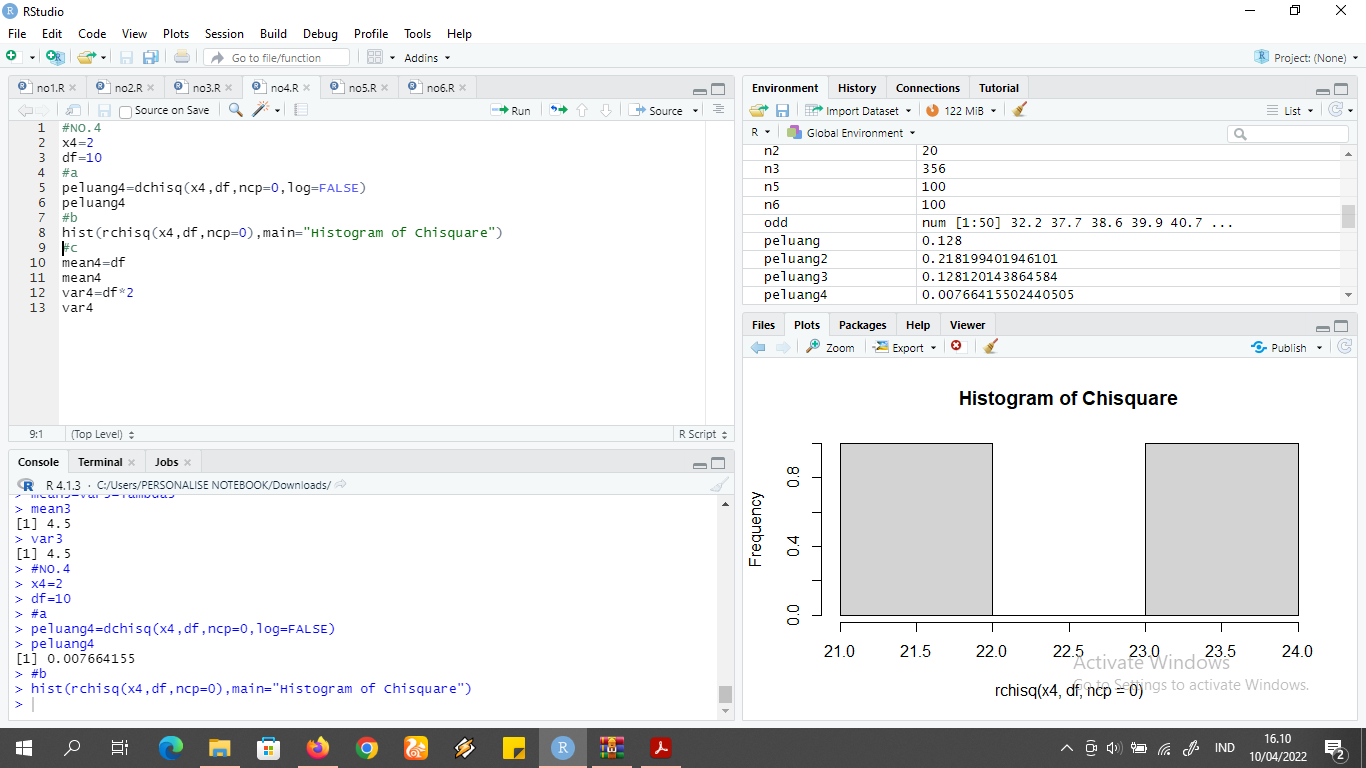 RStudio
File Edit Code View Plots Session Build Debug Profile Tools Help
Go to file/function Addins Project: (None)
no1.R no2.R no3.R no4.R no5.R no6.R
Source on Save Run Source
1 #NO.4
2 x4=2
3 df=10
4 #a
5 peluang4=dchisq(x4,df,ncp=0,log=FALSE)
6 peluang4
7 #b
8 hist(rchisq(x4,df,ncp=0),main="Histogram of Chisquare")
9 #c
10 mean4=df
11 mean4
12 var4=df*2
13 var4
9:1 (Top Level) R Script
Console Terminal Jobs
R 4.1.3 · C:/Users/PERSONALISE NOTEBOOK/Downloads/
> mean3=var3=lambda3
> mean3
[1] 4.5
> var3
[1] 4.5
> #NO.4
> x4=2
> df=10
> #a
> peluang4=dchisq(x4,df,ncp=0,log=FALSE)
> peluang4
[1] 0.007664155
> #b
> hist(rchisq(x4,df,ncp=0),main="Histogram of Chisquare")
>
Environment History Connections Tutorial
Import Dataset 122 MiB List
R Global Environment
n2 20
n3 356
n5 100
n6 100
odd num [1:50] 32.2 37.7 38.6 39.9 40.7 ...
peluang 0.128
peluang2 0.218199401946101
peluang3 0.128120143864584
peluang4 0.00766415502440505
Files Plots Packages Help Viewer
Zoom Export Publish
Histogram of Chisquare
Frequency
0.8
0.4
0.0
21.0 21.5 22.0 22.5 23.0 23.5 24.0
rchisq(x4, df, ncp = 0)
Activate Windows
Go to Settings to activate Windows.
IND
16.10
10/04/2022
2